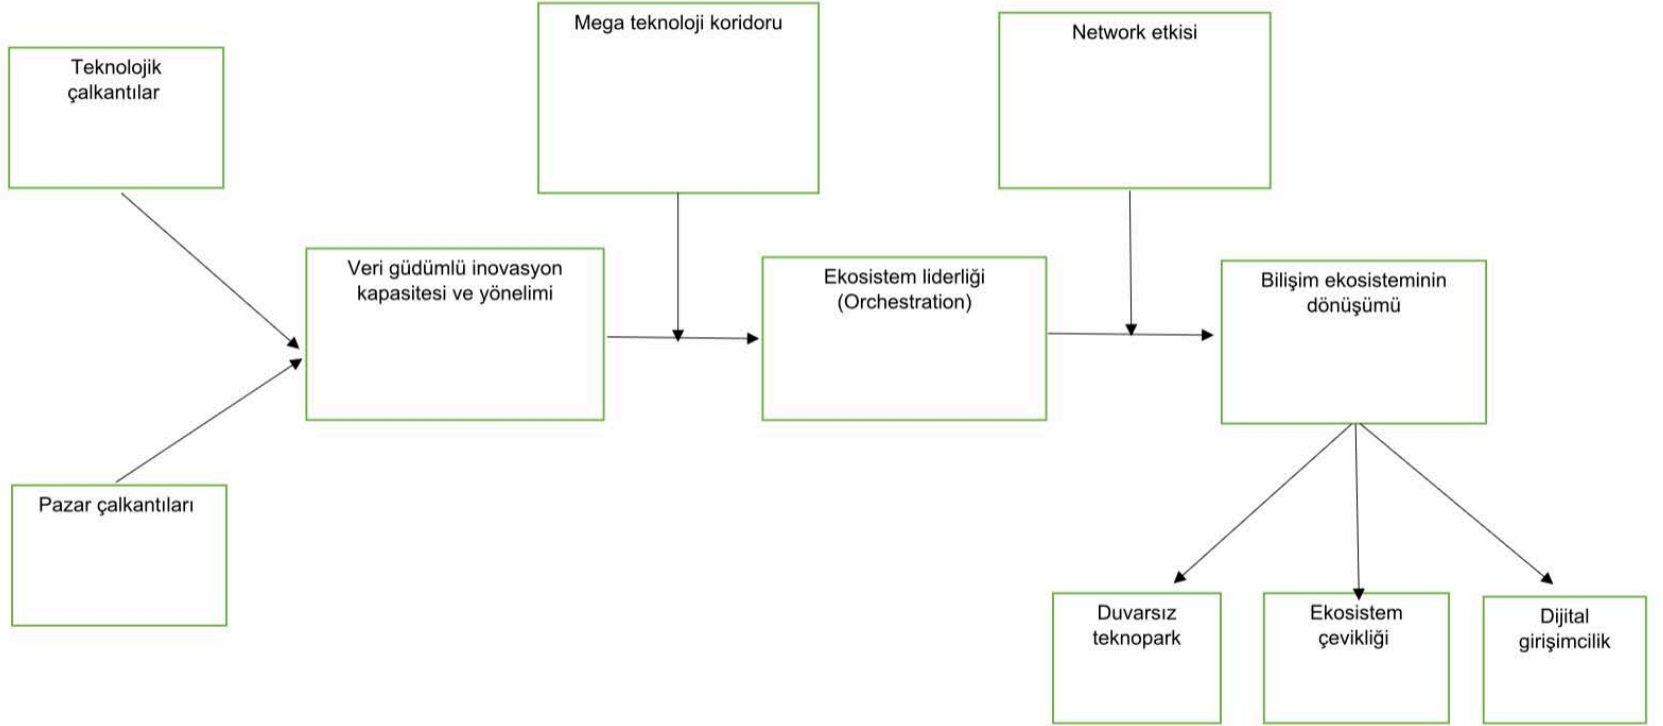 Mega teknoloji koridoru
Network etkisi
Teknolojik
çalkantılar
Veri güdümlü inovasyon
kapasitesi ve yönelimi
Ekosistem liderliği
(Orchestration)
Bilişim ekosisteminin
dönüşümü
Pazar çalkantıları
Duvarsız
teknopark
Ekosistem
çevikliği
Dijital
girişimcilik